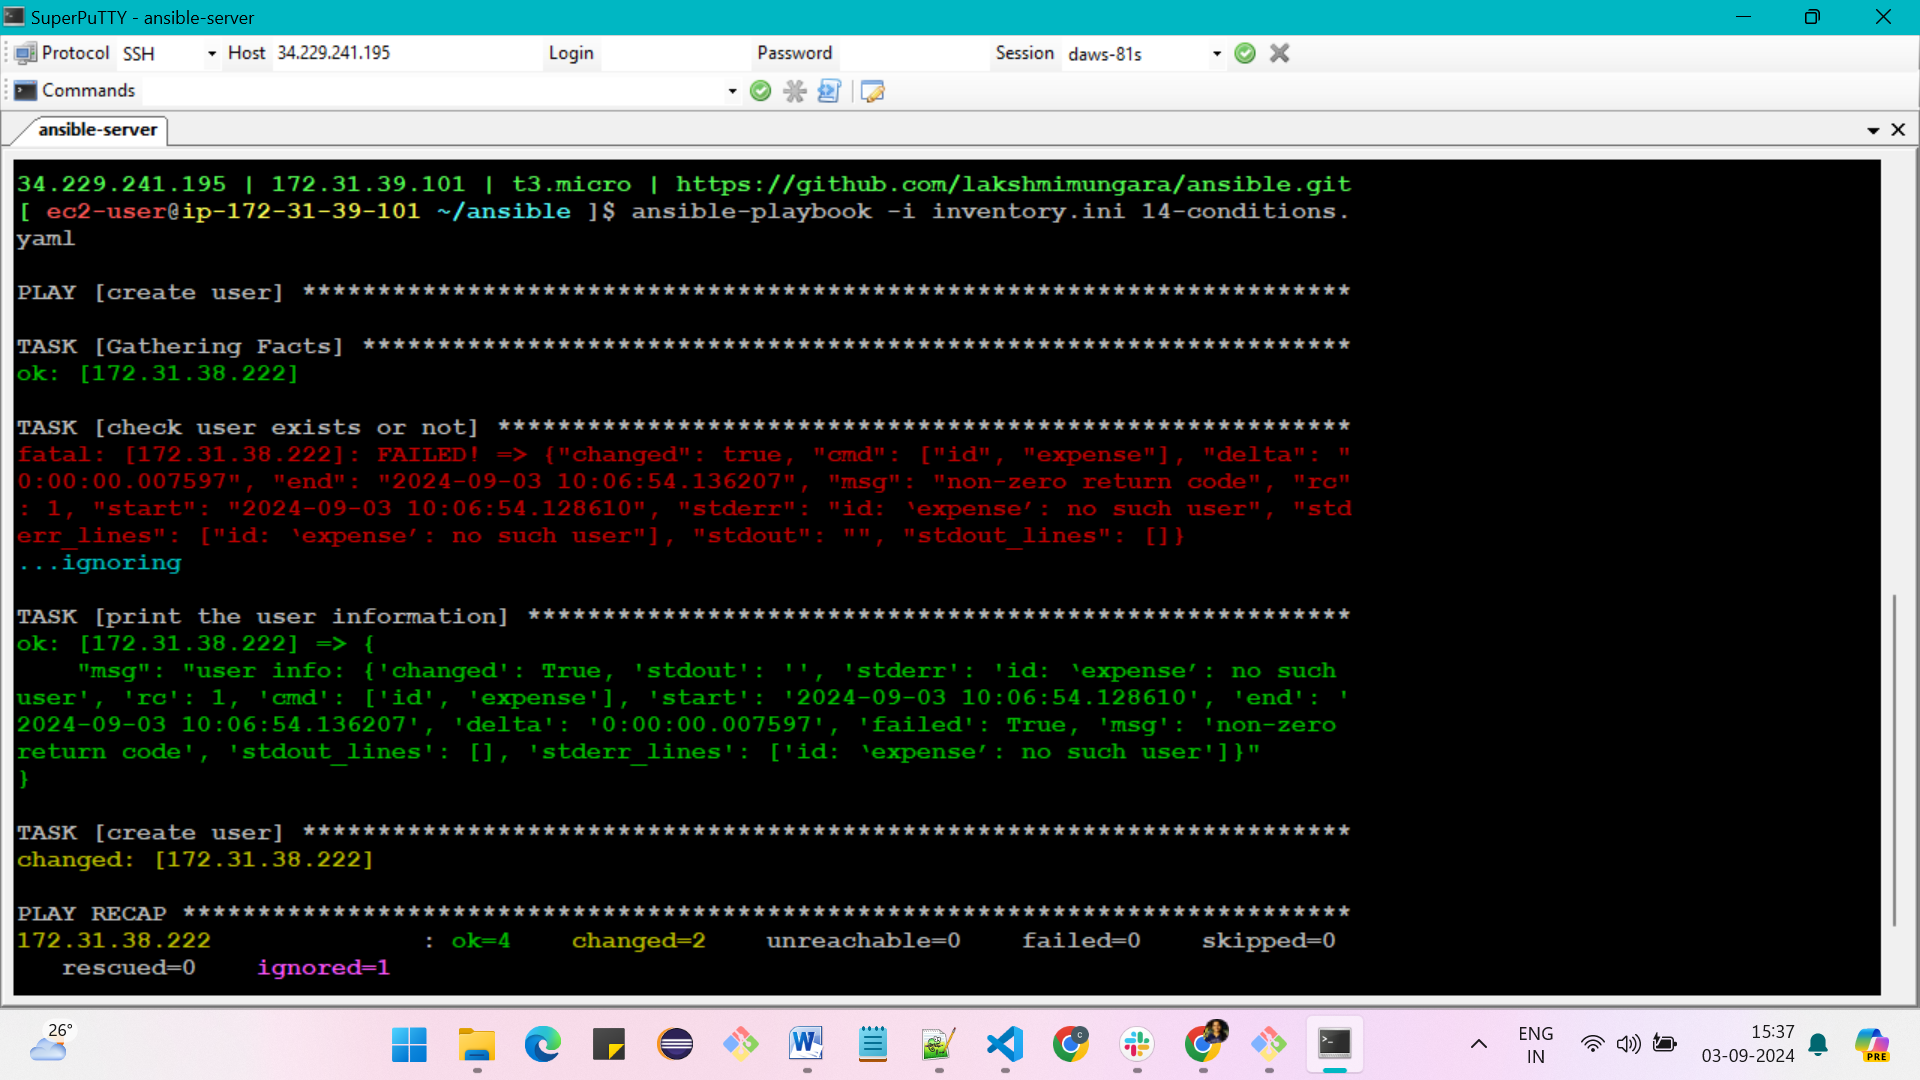 SuperPuTTY - ansible-server
Protocol SSH Host 34.229.241.195 Login Password Session daws-81s
Commands
ansible-server
34.229.241.195 | 172.31.39.101 | t3.micro | https://github.com/lakshmimungara/ansible.git
[ ec2-user@ip-172-31-39-101 ~/ansible ]$ ansible-playbook -i inventory.ini 14-conditions.
yaml
PLAY [create user] **********************************************************************
TASK [Gathering Facts] ******************************************************************
ok: [172.31.38.222]
TASK [check user exists or not] *********************************************************
fatal: [172.31.38.222]: FAILED! => {"changed": true, "cmd": ["id", "expense"], "delta": "
0:00:00.007597", "end": "2024-09-03 10:06:54.136207", "msg": "non-zero return code", "rc"
: 1, "start": "2024-09-03 10:06:54.128610", "stderr": "id: ‘expense’: no such user", "std
err_lines": ["id: ‘expense’: no such user"], "stdout": "", "stdout_lines": []}
...ignoring
TASK [print the user information] *******************************************************
ok: [172.31.38.222] => {
    "msg": "user info: {'changed': True, 'stdout': '', 'stderr': 'id: ‘expense’: no such
user', 'rc': 1, 'cmd': ['id', 'expense'], 'start': '2024-09-03 10:06:54.128610', 'end': '
2024-09-03 10:06:54.136207', 'delta': '0:00:00.007597', 'failed': True, 'msg': 'non-zero
return code', 'stdout_lines': [], 'stderr_lines': ['id: ‘expense’: no such user']}"
}
TASK [create user] **********************************************************************
changed: [172.31.38.222]
PLAY RECAP ******************************************************************************
172.31.38.222              : ok=4    changed=2    unreachable=0    failed=0    skipped=0
   rescued=0    ignored=1
26°
ENG
IN
15:37
03-09-2024
PRE